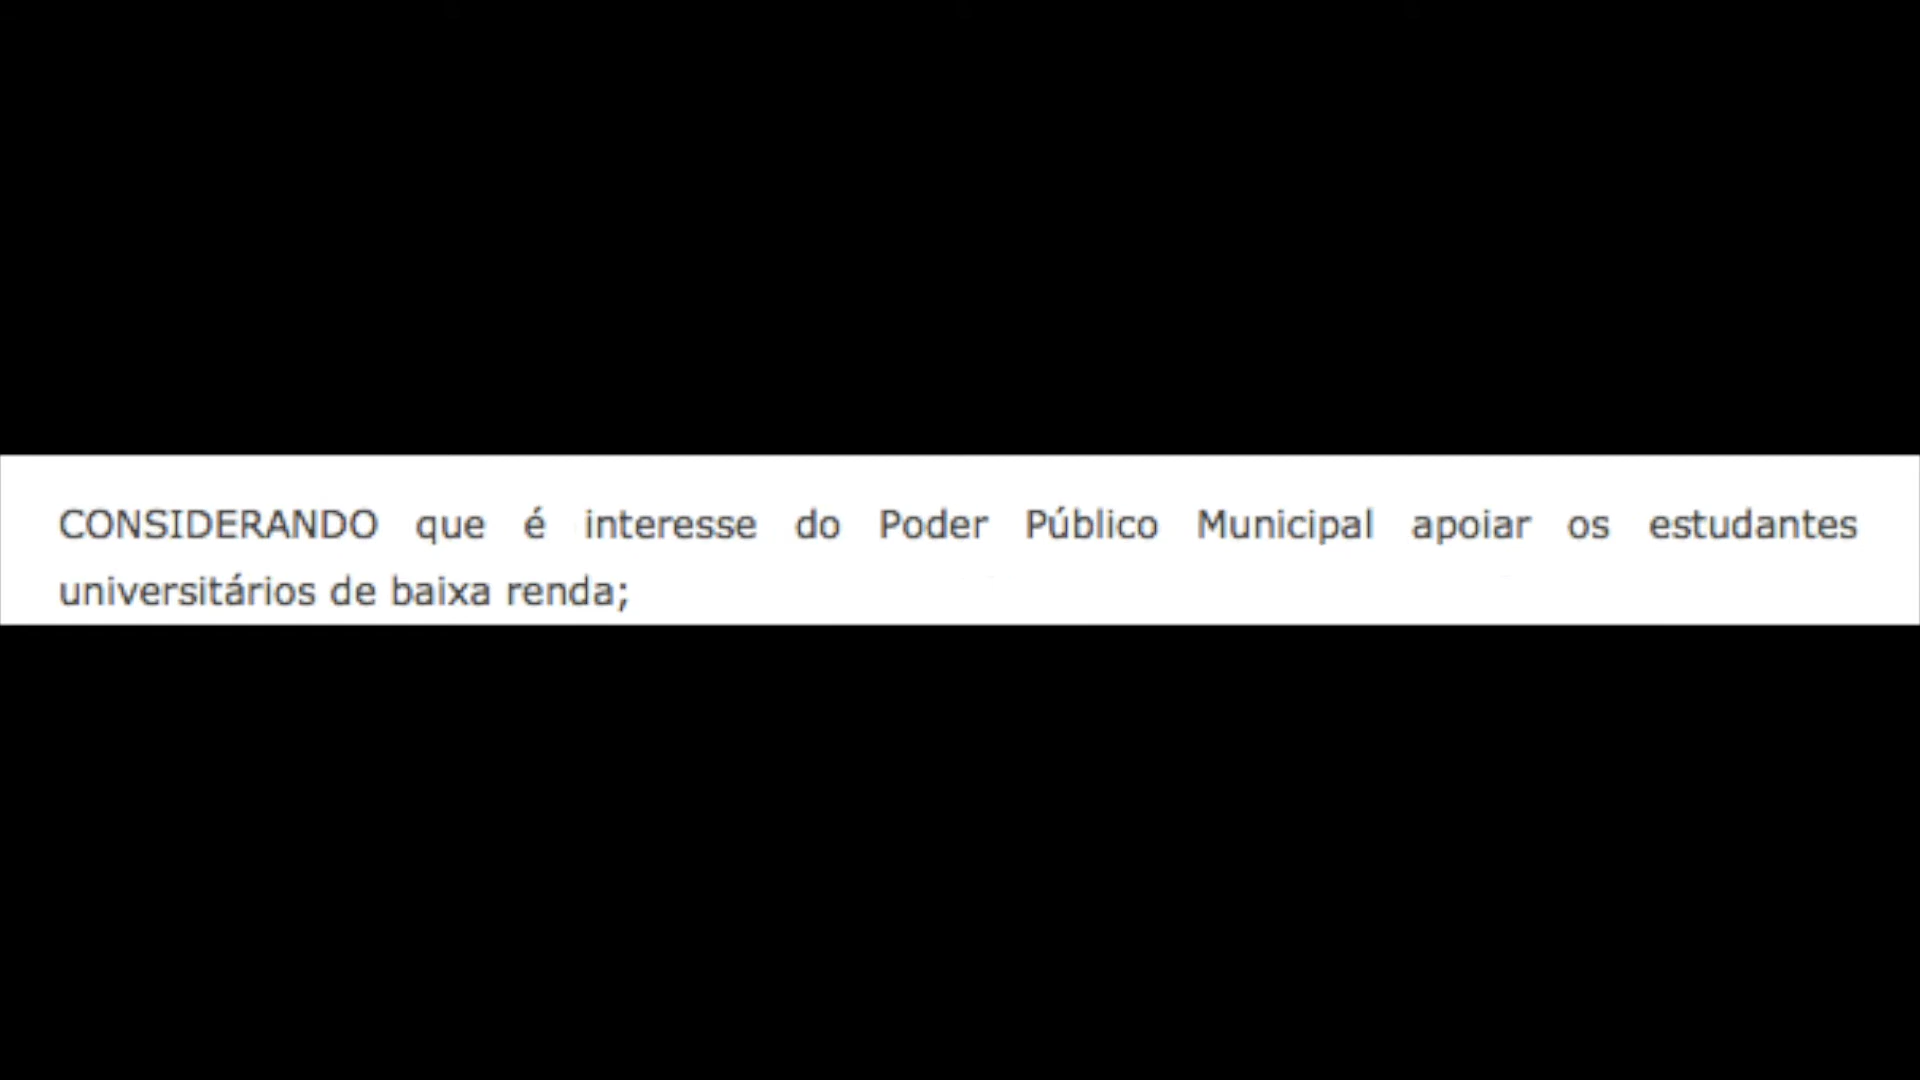 CONSIDERANDO que é interesse do Poder Público Municipal apoiar os estudantes
universitários de baixa renda;